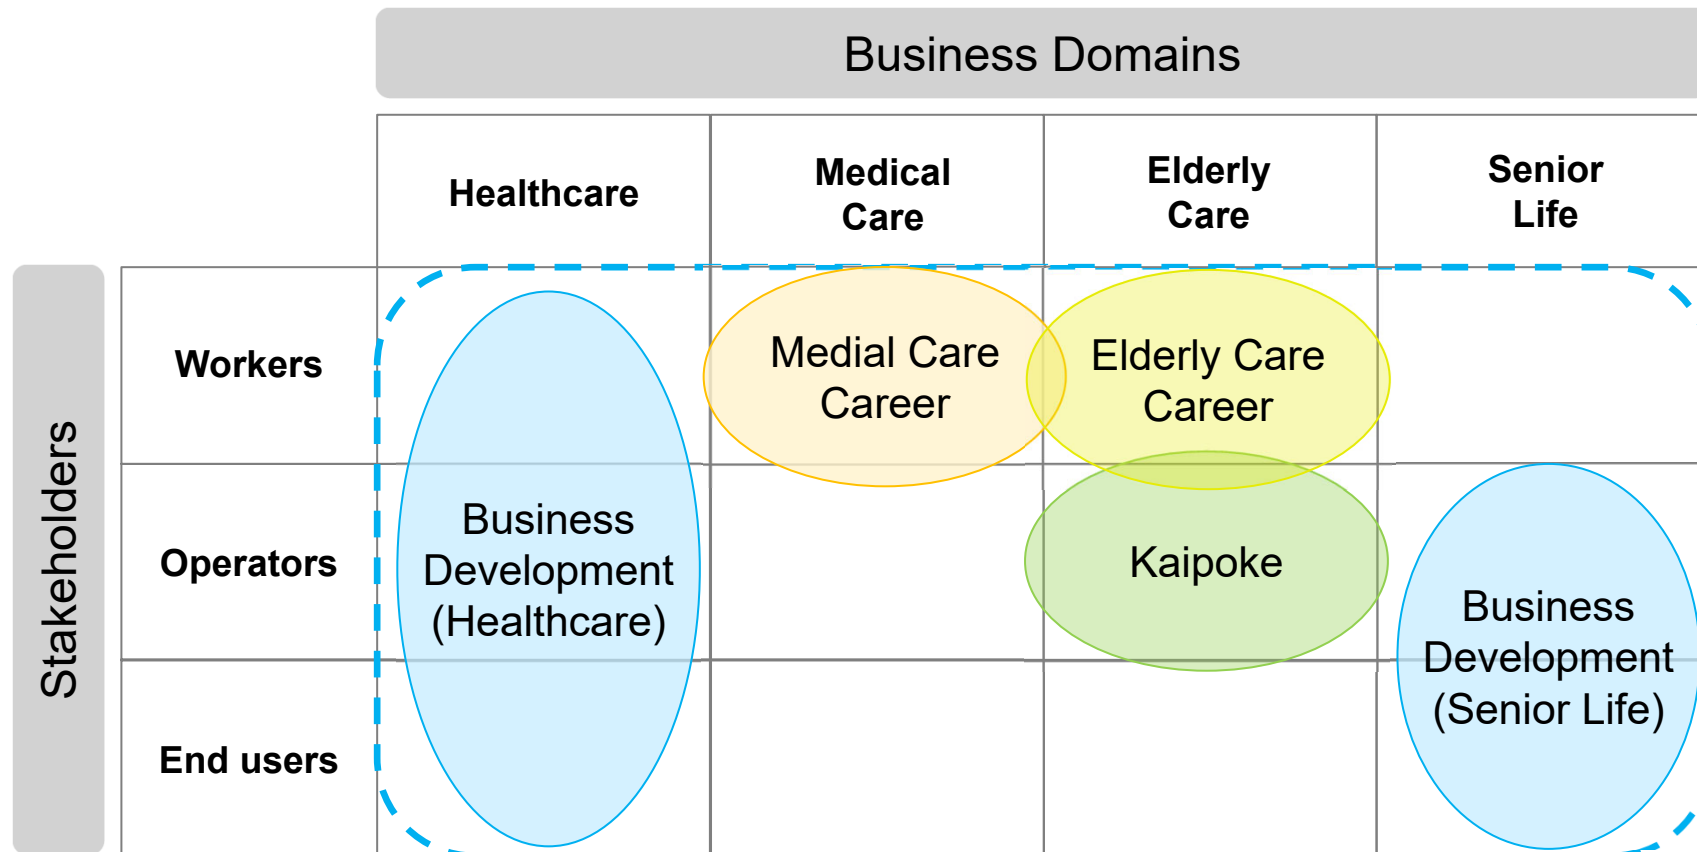 Business Domains
Healthcare
Medical
Care
Elderly
Care
Senior
Life
Stakeholders
Workers
Medial Care
Career
Elderly Care
Career
Operators
Business
Development
(Healthcare)
Kaipoke
Business
Development
(Senior Life)
End users